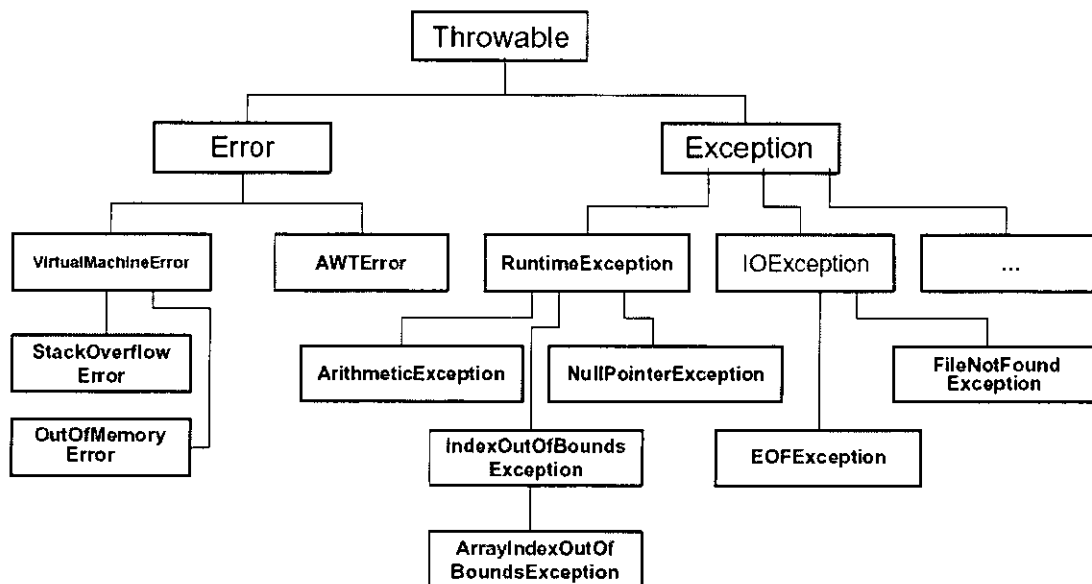 Throwable
Error
Exception
VirtualMachineError
AWTError
RuntimeException
IOException
...
StackOverflow
Error
ArithmeticException
NullPointerException
FileNotFound
Exception
OutOfMemory
Error
IndexOutOfBounds
Exception
EOFException
ArrayIndexOutOf
BoundsException